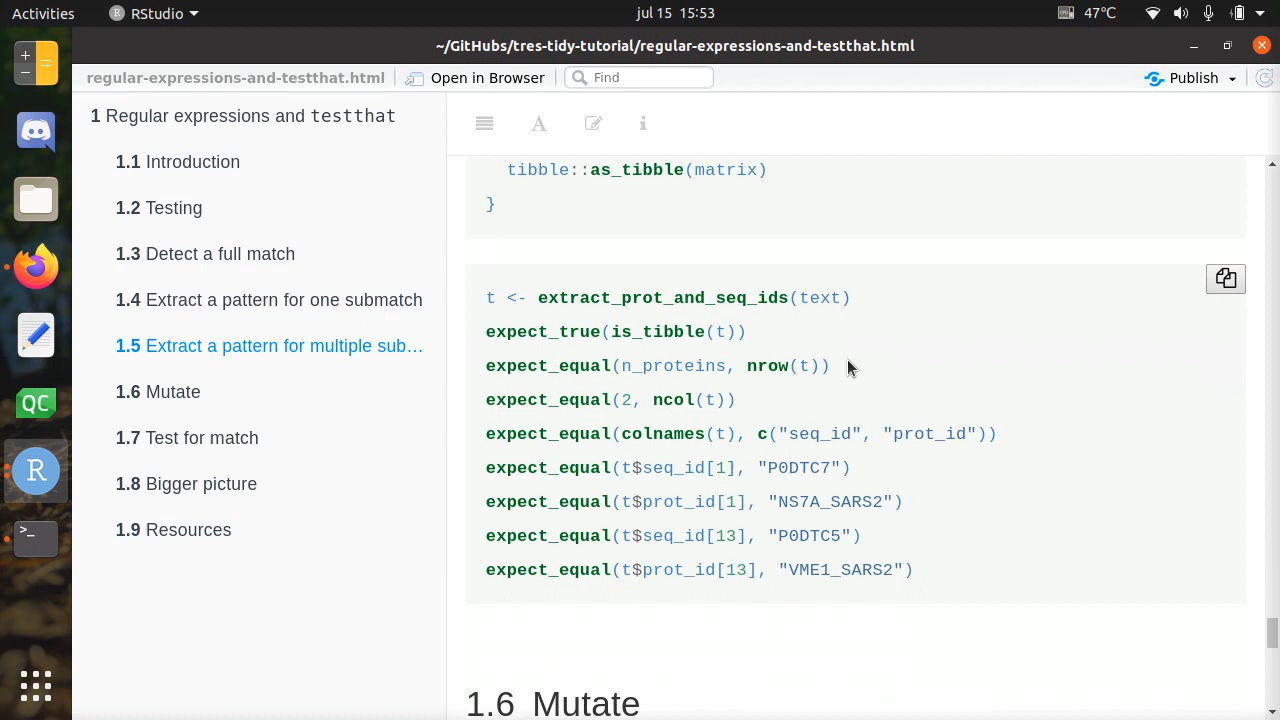 Activities
RStudio
jul 15 15:53
47°C
~/GitHubs/tres-tidy-tutorial/regular-expressions-and-testthat.html
regular-expressions-and-testthat.html
Open in Browser
Find
Publish
1 Regular expressions and testthat
1.1 Introduction
1.2 Testing
1.3 Detect a full match
1.4 Extract a pattern for one submatch
1.5 Extract a pattern for multiple sub…
1.6 Mutate
1.7 Test for match
1.8 Bigger picture
1.9 Resources
QC
R
>_
A
i
tibble::as_tibble(matrix)
}
t <- extract_prot_and_seq_ids(text)
expect_true(is_tibble(t))
expect_equal(n_proteins, nrow(t))
expect_equal(2, ncol(t))
expect_equal(colnames(t), c("seq_id", "prot_id"))
expect_equal(t$seq_id[1], "P0DTC7")
expect_equal(t$prot_id[1], "NS7A_SARS2")
expect_equal(t$seq_id[13], "P0DTC5")
expect_equal(t$prot_id[13], "VME1_SARS2")
1.6 Mutate